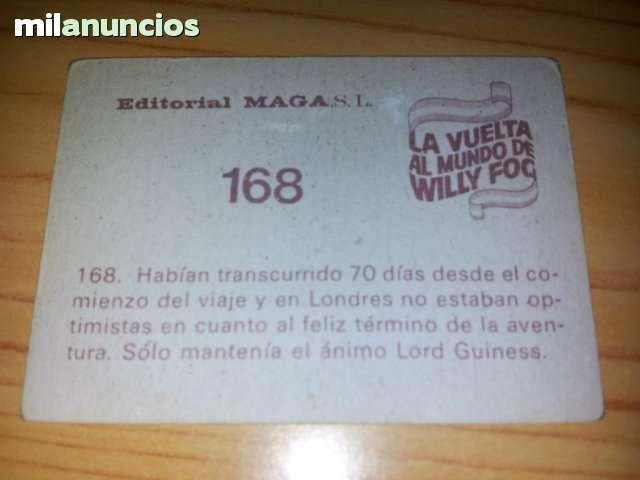 milanuncios
Editorial MAGA.S.L.
LA VUELTA
AL MUNDO DE
WILLY FOG
168
168. Habían transcurrido 70 días desde el co-
mienzo del viaje y en Londres no estaban op-
timistas en cuanto al feliz término de la aven-
tura. Sólo mantenía el ánimo Lord Guiness.